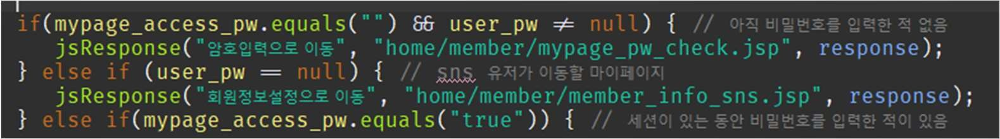 if(mypage_access_pw.equals("") && user_pw != null) { // 아직 비밀번호를 입력한 적 없음
jsResponse("암호입력으로 이동", "home/member/mypage_pw_check.jsp", response);
} else if (user_pw == null) { // sns 유저가 이동할 마이페이지
jsResponse("회원정보설정으로 이동", "home/member/member_info_sns.jsp", response);
} else if(mypage_access_pw.equals("true")) { // 세션이 있는 동안 비밀번호를 입력한 적이 있음